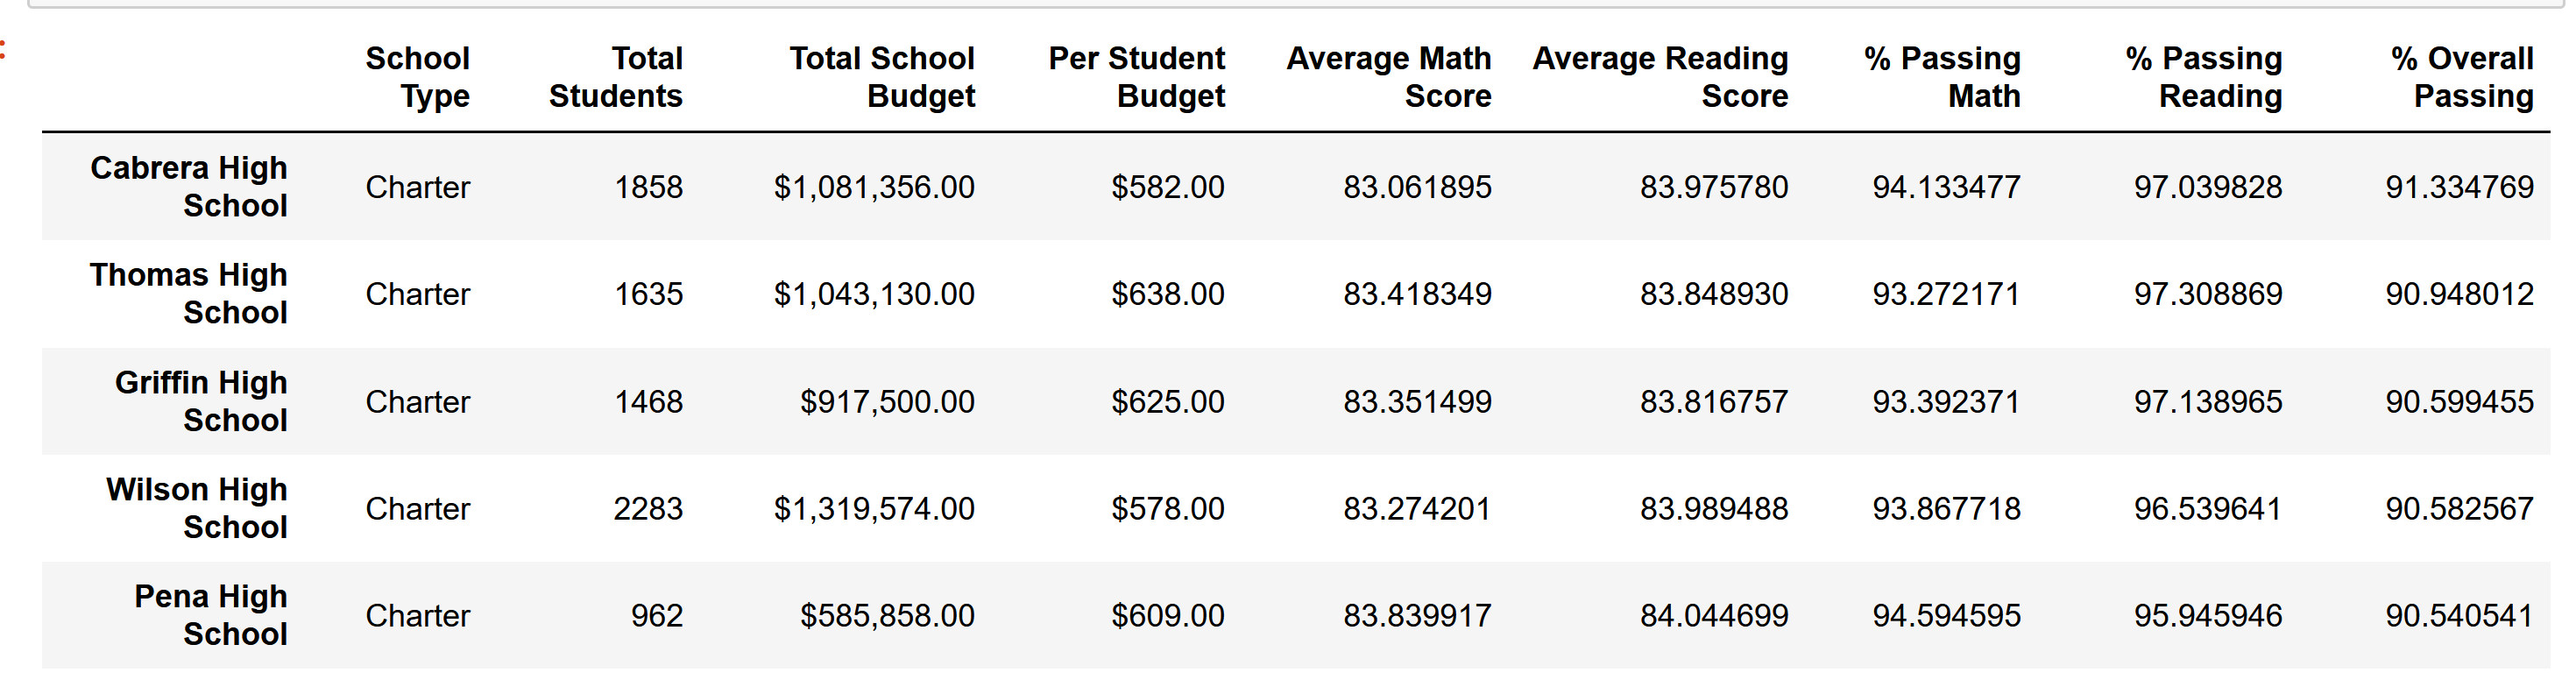 School Type Total Students Total School Budget Per Student Budget Average Math Score Average Reading Score % Passing Math % Passing Reading % Overall Passing
Cabrera High School Charter 1858 $1,081,356.00 $582.00 83.061895 83.975780 94.133477 97.039828 91.334769
Thomas High School Charter 1635 $1,043,130.00 $638.00 83.418349 83.848930 93.272171 97.308869 90.948012
Griffin High School Charter 1468 $917,500.00 $625.00 83.351499 83.816757 93.392371 97.138965 90.599455
Wilson High School Charter 2283 $1,319,574.00 $578.00 83.274201 83.989488 93.867718 96.539641 90.582567
Pena High School Charter 962 $585,858.00 $609.00 83.839917 84.044699 94.594595 95.945946 90.540541